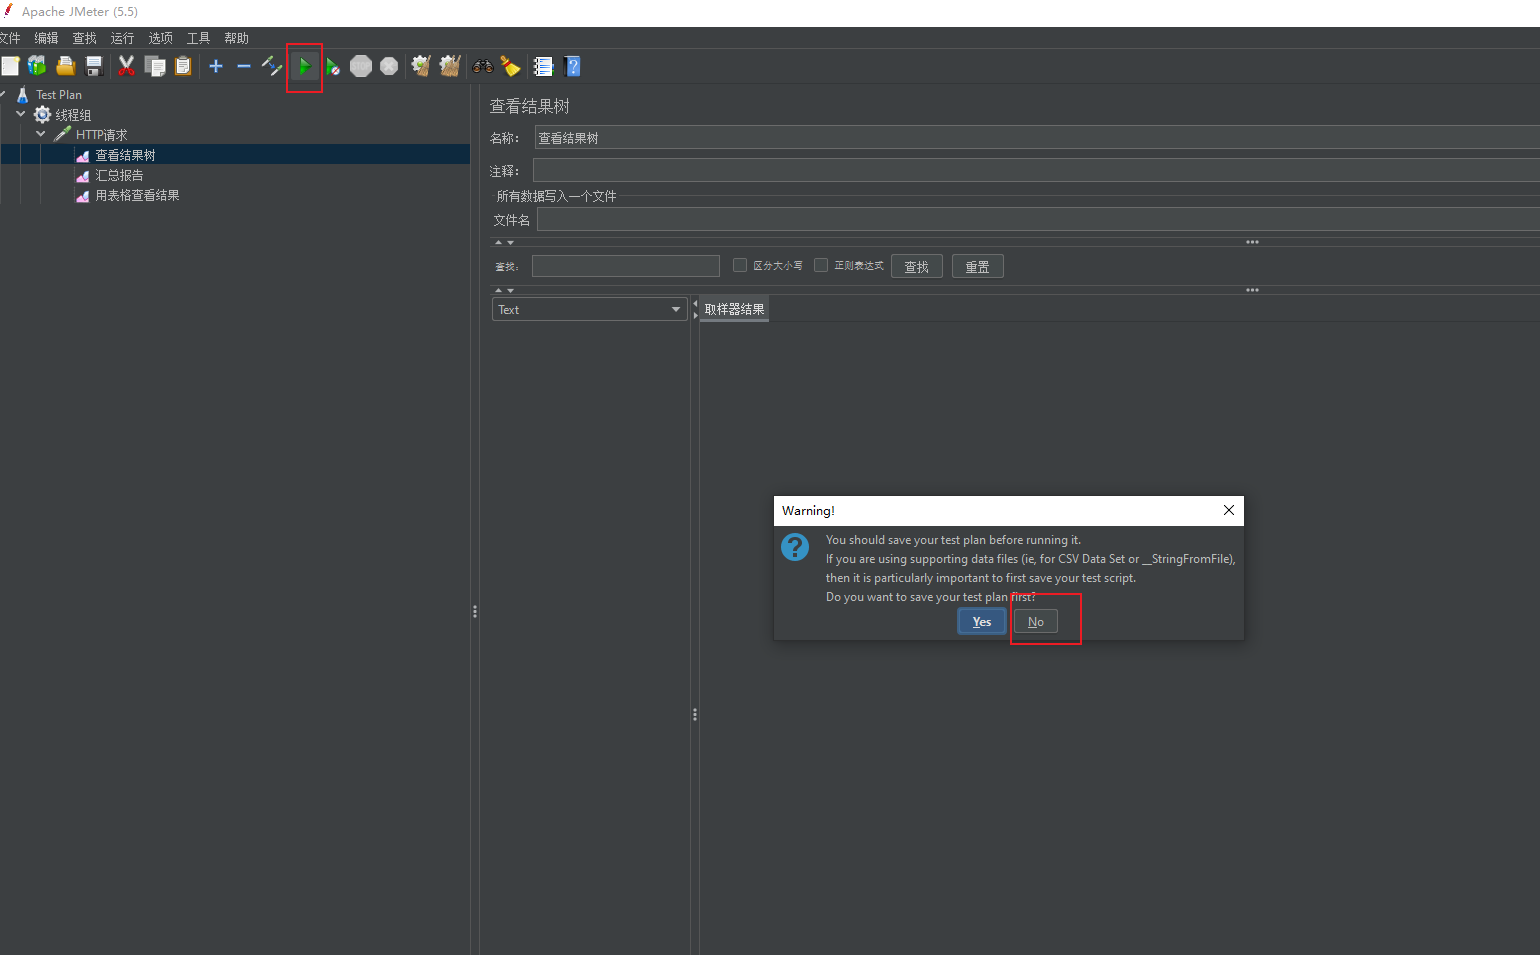 Apache JMeter (5.5)
文件 编辑 查找 运行 选项 工具 帮助
STOP
Test Plan
线程组
HTTP请求
查看结果树
汇总报告
用表格查看结果
查看结果树
名称： 查看结果树
注释：
所有数据写入一个文件
文件名
查找： 区分大小写 正则表达式 查找 重置
Text 取样器结果
Warning!
You should save your test plan before running it.
If you are using supporting data files (ie, for CSV Data Set or __StringFromFile),
then it is particularly important to first save your test script.
Do you want to save your test plan first?
Yes No